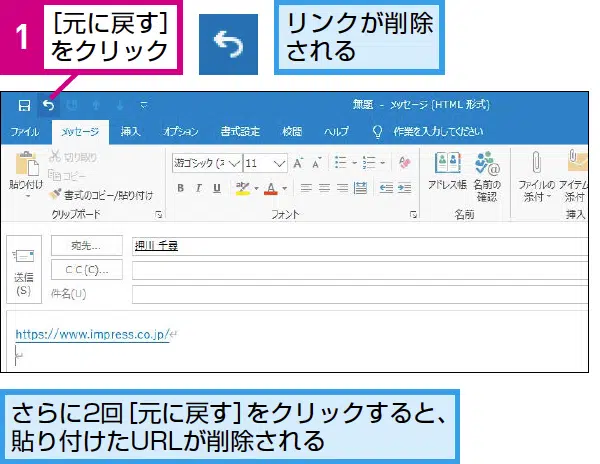 1
[元に戻す]
をクリック
リンクが削除
される
無題 - メッセージ (HTML 形式)
ファイル メッセージ 挿入 オプション 書式設定 校閲 ヘルプ 作業を入力してください
貼り付け
切り取り
コピー
書式のコピー/貼り付け
クリップボード
游ゴシック (ス 11
B I U
フォント
アドレス帳 名前の
確認
名前
ファイルの
添付
アイテム
添付
挿入
送信
(S)
宛先...
押川 千尋
C C (C)...
件名(U)
https://www.impress.co.jp/
さらに2回[元に戻す]をクリックすると、
貼り付けたURLが削除される